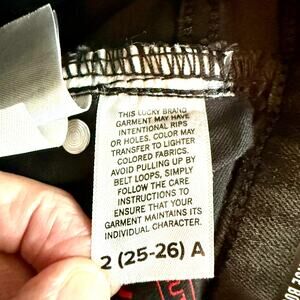 THIS LUCKY BRAND
GARMENT MAY HAVE
INTENTIONAL RIPS
OR HOLES. COLOR MAY
TRANSFER TO LIGHTER
COLORED FABRICS.
AVOID PULLING UP BY
BELT LOOPS, SIMPLY
FOLLOW THE CARE
INSTRUCTIONS TO
ENSURE THAT YOUR
GARMENT MAINTAINS ITS
INDIVIDUAL CHARACTER.
2 (25-26) A